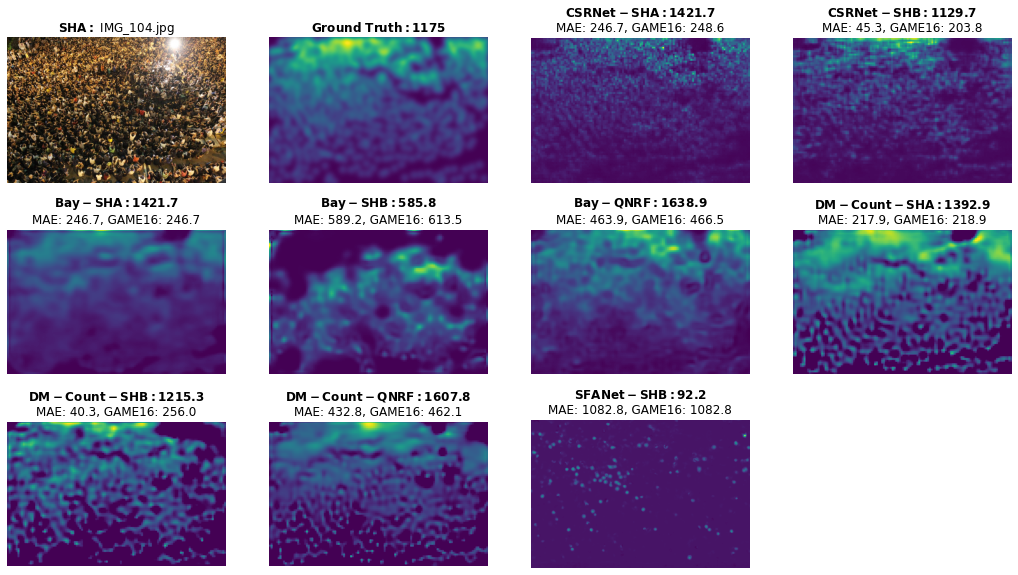 SHA: IMG_104.jpg
Ground Truth:1175
CSRNet−SHA:1421.7
MAE: 246.7, GAME16: 248.6
CSRNet−SHB:1129.7
MAE: 45.3, GAME16: 203.8
Bay−SHA:1421.7
MAE: 246.7, GAME16: 246.7
Bay−SHB:585.8
MAE: 589.2, GAME16: 613.5
Bay−QNRF:1638.9
MAE: 463.9, GAME16: 466.5
DM−Count−SHA:1392.9
MAE: 217.9, GAME16: 218.9
DM−Count−SHB:1215.3
MAE: 40.3, GAME16: 256.0
DM−Count−QNRF:1607.8
MAE: 432.8, GAME16: 462.1
SFANet−SHB:92.2
MAE: 1082.8, GAME16: 1082.8